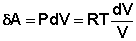 δA = PdV = RT dV/V